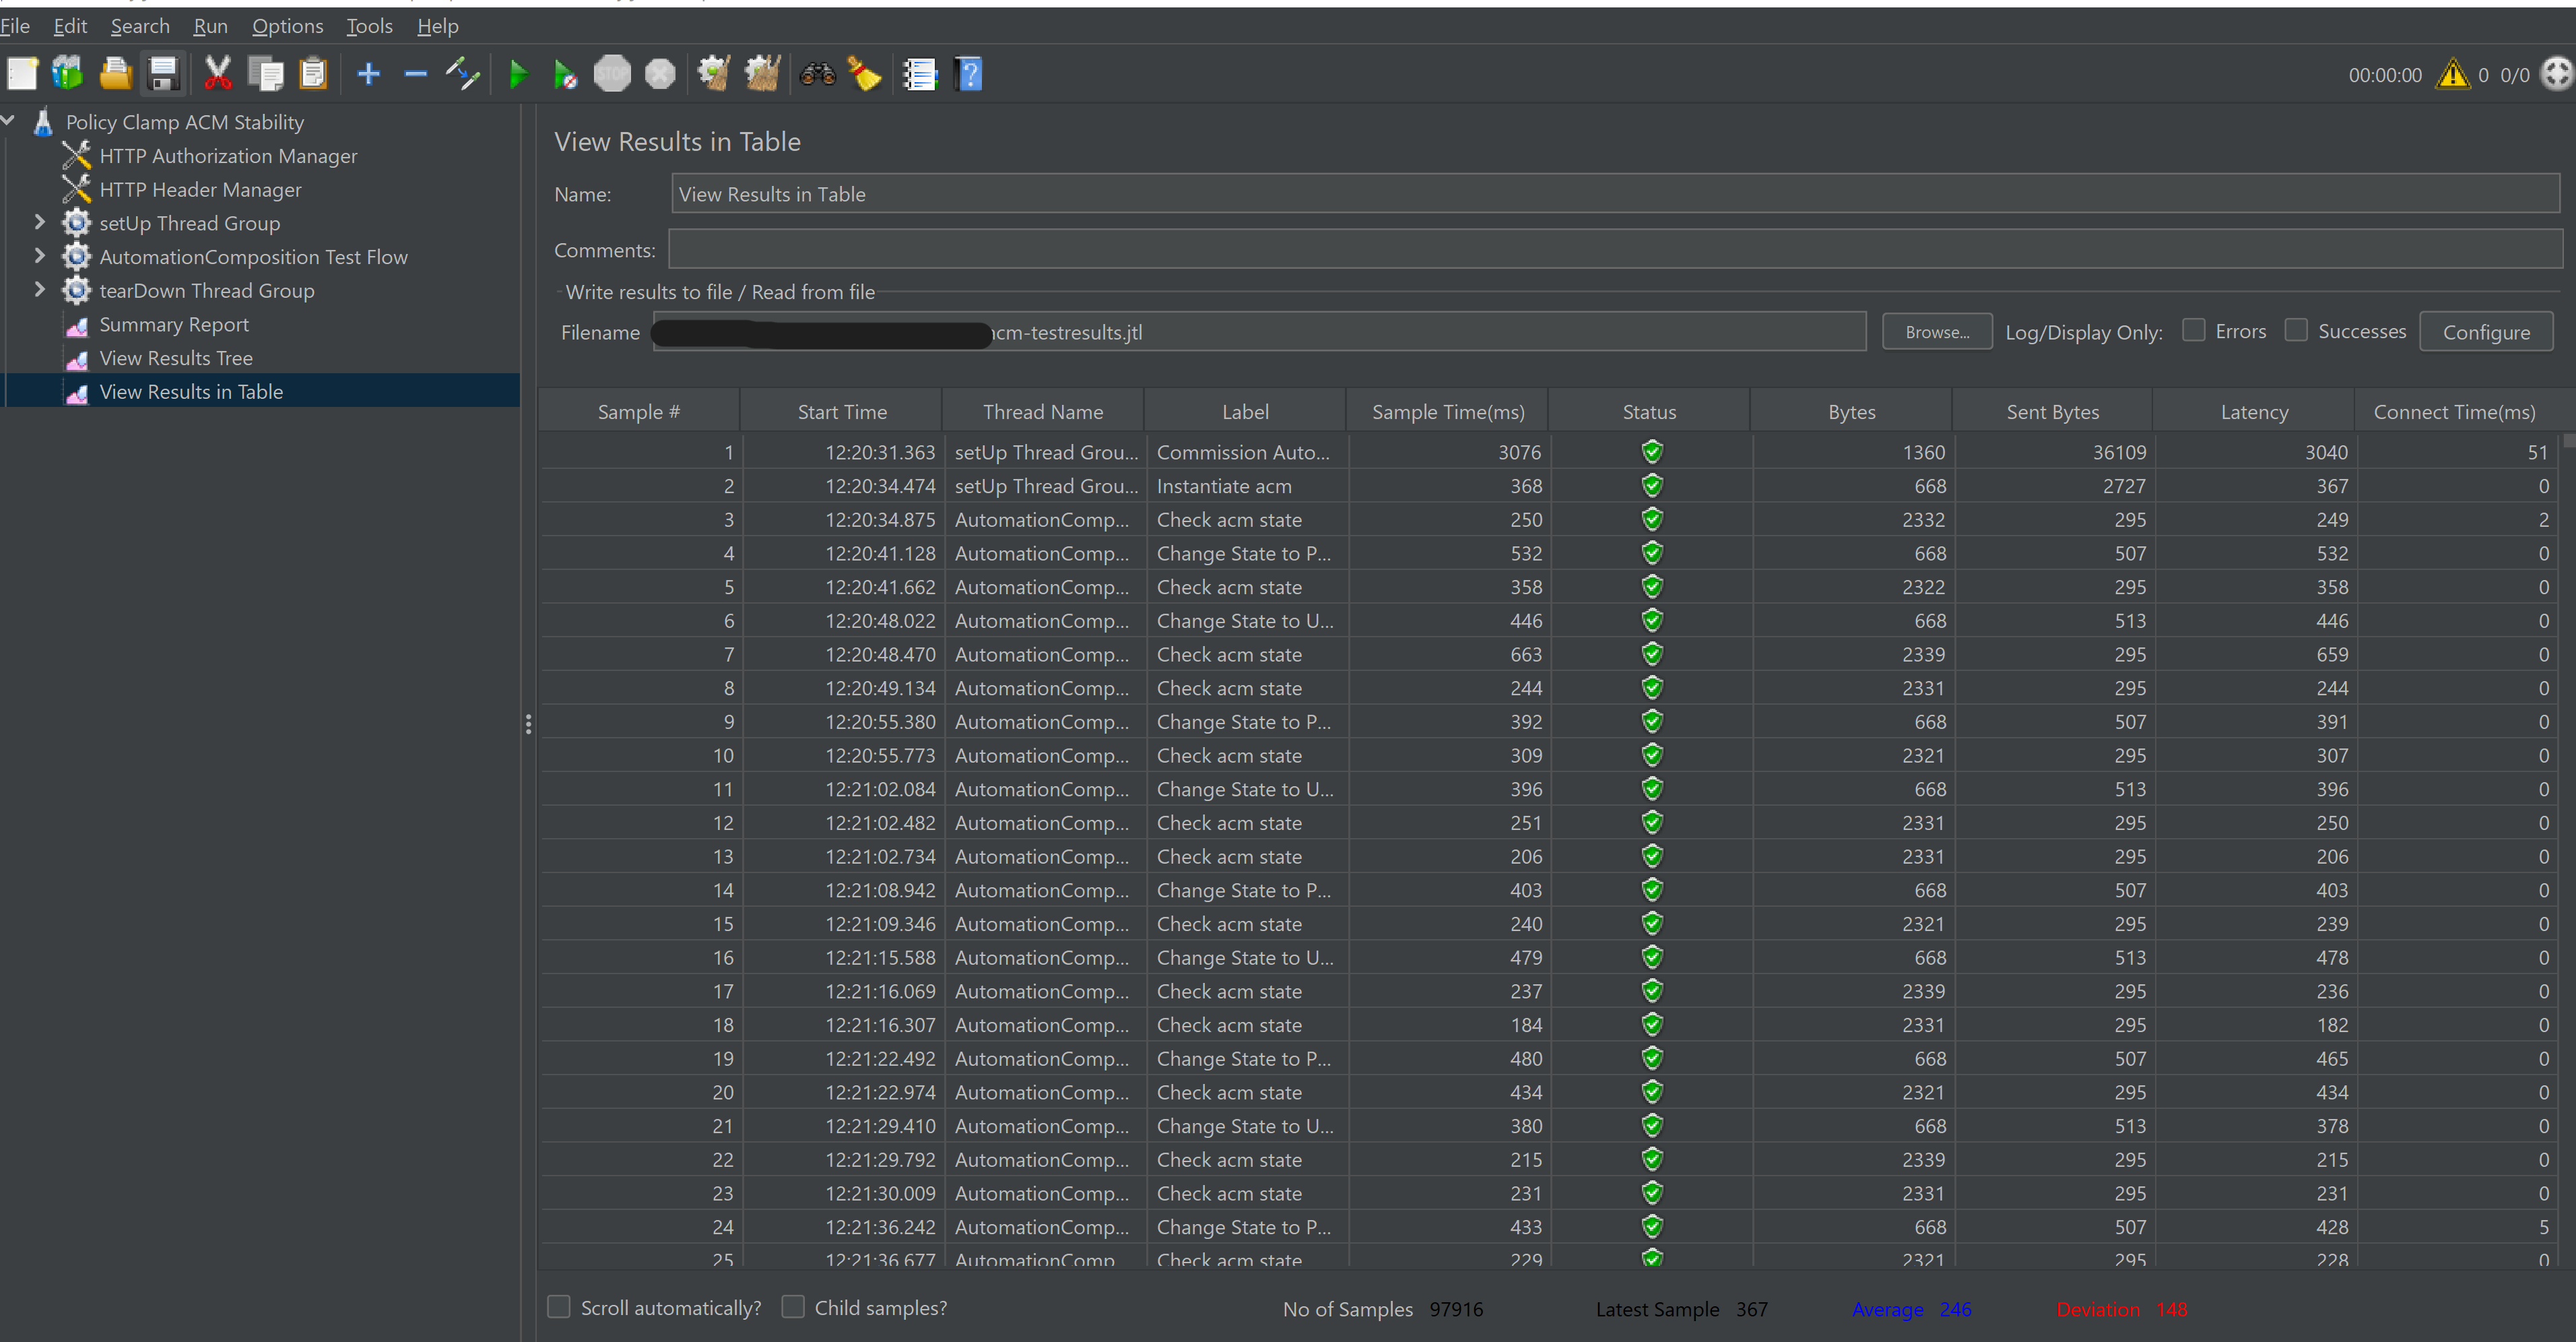 File Edit Search Run Options Tools Help
STOP
00:00:00 0 0/0
Policy Clamp ACM Stability
HTTP Authorization Manager
HTTP Header Manager
setUp Thread Group
AutomationComposition Test Flow
tearDown Thread Group
Summary Report
View Results Tree
View Results in Table
View Results in Table
Name: View Results in Table
Comments:
Write results to file / Read from file
Filename acm-testresults.jtl Browse... Log/Display Only: Errors Successes Configure
Sample # Start Time Thread Name Label Sample Time(ms) Status Bytes Sent Bytes Latency Connect Time(ms)
1 12:20:31.363 setUp Thread Grou... Commission Auto... 3076 1360 36109 3040 51
2 12:20:34.474 setUp Thread Grou... Instantiate acm 368 668 2727 367 0
3 12:20:34.875 AutomationComp... Check acm state 250 2332 295 249 2
4 12:20:41.128 AutomationComp... Change State to P... 532 668 507 532 0
5 12:20:41.662 AutomationComp... Check acm state 358 2322 295 358 0
6 12:20:48.022 AutomationComp... Change State to U... 446 668 513 446 0
7 12:20:48.470 AutomationComp... Check acm state 663 2339 295 659 0
8 12:20:49.134 AutomationComp... Check acm state 244 2331 295 244 0
9 12:20:55.380 AutomationComp... Change State to P... 392 668 507 391 0
10 12:20:55.773 AutomationComp... Check acm state 309 2321 295 307 0
11 12:21:02.084 AutomationComp... Change State to U... 396 668 513 396 0
12 12:21:02.482 AutomationComp... Check acm state 251 2331 295 250 0
13 12:21:02.734 AutomationComp... Check acm state 206 2331 295 206 0
14 12:21:08.942 AutomationComp... Change State to P... 403 668 507 403 0
15 12:21:09.346 AutomationComp... Check acm state 240 2321 295 239 0
16 12:21:15.588 AutomationComp... Change State to U... 479 668 513 478 0
17 12:21:16.069 AutomationComp... Check acm state 237 2339 295 236 0
18 12:21:16.307 AutomationComp... Check acm state 184 2331 295 182 0
19 12:21:22.492 AutomationComp... Change State to P... 480 668 507 465 0
20 12:21:22.974 AutomationComp... Check acm state 434 2321 295 434 0
21 12:21:29.410 AutomationComp... Change State to U... 380 668 513 378 0
22 12:21:29.792 AutomationComp... Check acm state 215 2339 295 215 0
23 12:21:30.009 AutomationComp... Check acm state 231 2331 295 231 0
24 12:21:36.242 AutomationComp... Change State to P... 433 668 507 428 5
25 12:21:36.677 AutomationComp... Check acm state 229 2321 295 228 0
Scroll automatically? Child samples? No of Samples 97916 Latest Sample 367 Average 246 Deviation 148